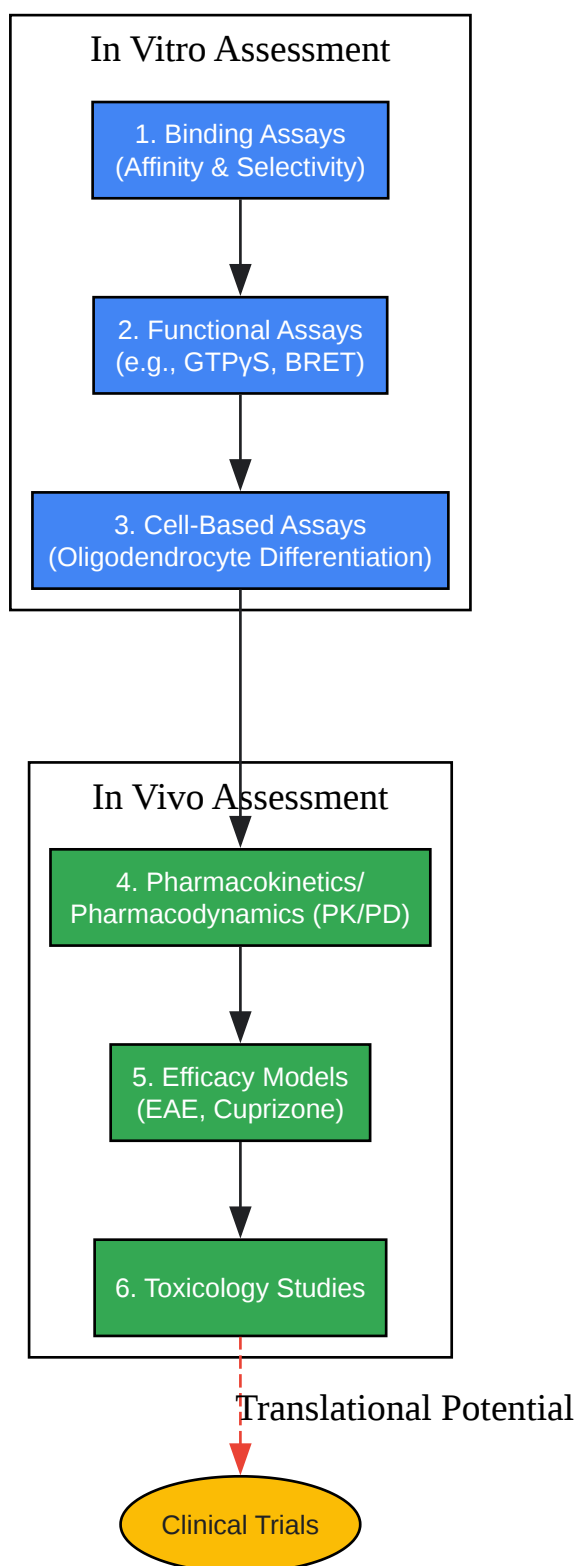 In Vitro Assessment
1. Binding Assays
(Affinity & Selectivity)
2. Functional Assays
(e.g., GTPγS, BRET)
3. Cell-Based Assays
(Oligodendrocyte Differentiation)
In Vivo Assessment
4. Pharmacokinetics/
Pharmacodynamics (PK/PD)
5. Efficacy Models
(EAE, Cuprizone)
6. Toxicology Studies
Translational Potential
Clinical Trials